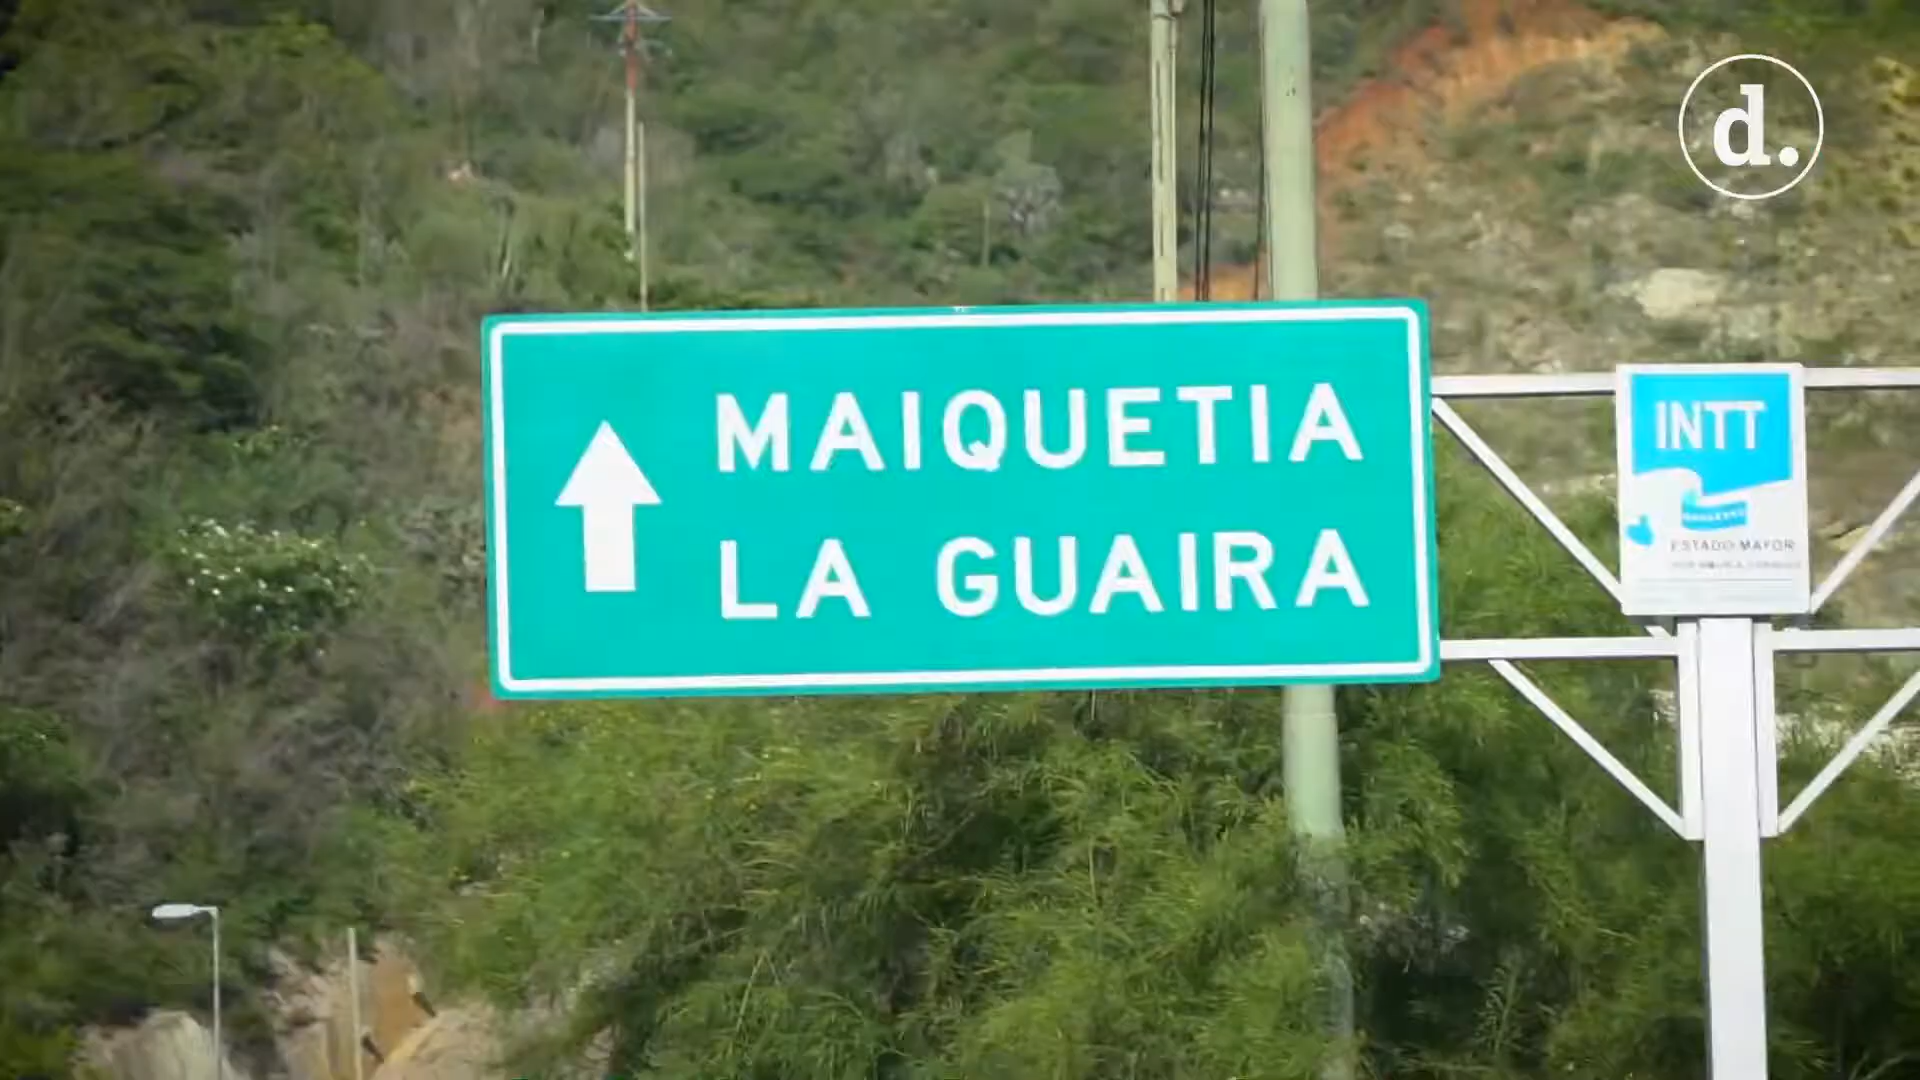 d.
MAIQUETIA
LA GUAIRA
INTT
ESTADO MAYOR